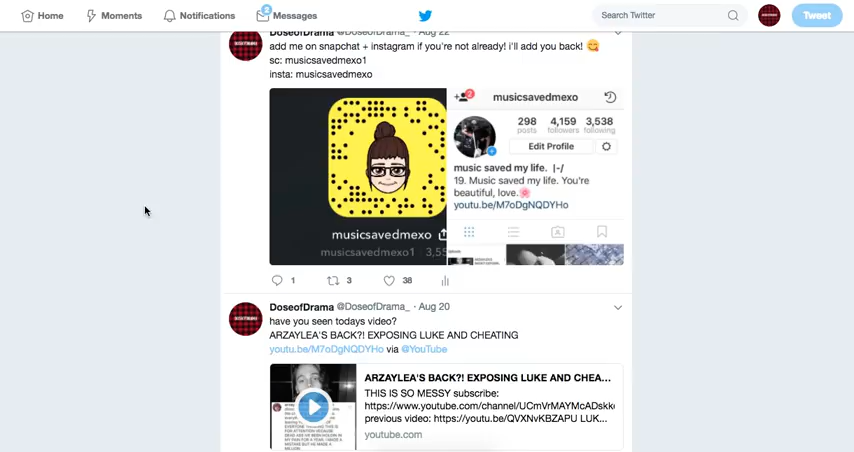 Home
Moments
Notifications
2
Messages
Search Twitter
Tweet
DoseofDrama @DoseofDrama_ · Aug 22
add me on snapchat + instagram if you're not already! i'll add you back! 😋
sc: musicsavedmexo1
insta: musicsavedmexo
musicsavedmexo
musicsavedmexo1 3,55
2
musicsavedmexo
298 4,159 3,538
posts followers following
Edit Profile
music saved my life. |-/
19. Music saved my life. You're
beautiful, love.🌸
youtu.be/M7oDgNQDYHo
1 3 38
DoseofDrama @DoseofDrama_ · Aug 20
have you seen todays video?
ARZAYLEA'S BACK?! EXPOSING LUKE AND CHEATING
youtu.be/M7oDgNQDYHo via @YouTube
ARZAYLEA'S BACK?! EXPOSING LUKE AND CHEA...
THIS IS SO MESSY subscribe:
https://www.youtube.com/channel/UCmVrMAYMcADskk
previous video: https://youtu.be/QVXNvKBZAPU LUK...
youtube.com